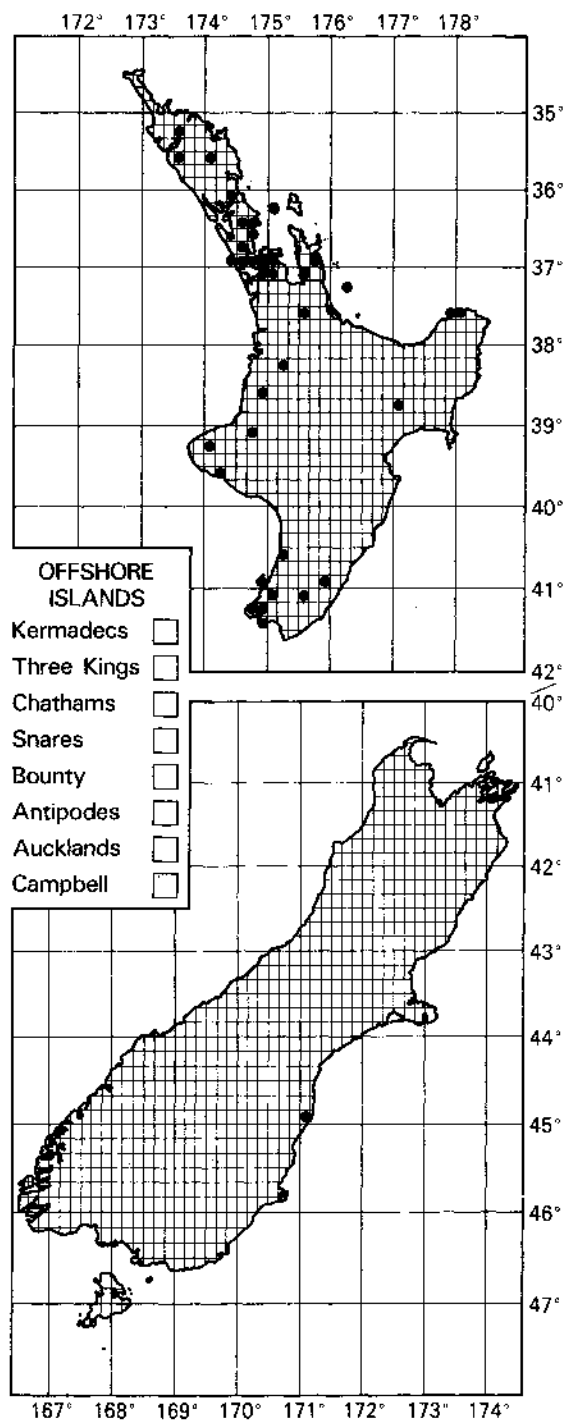 172° 173° 174° 175° 176° 177° 178°
35°
36°
37°
38°
39°
40°
41°
42°
OFFSHORE
ISLANDS
Kermadecs
Three Kings
Chathams
Snares
Bounty
Antipodes
Aucklands
Campbell
40°
41°
42°
43°
44°
45°
46°
47°
167° 168° 169° 170° 171° 172° 173° 174°